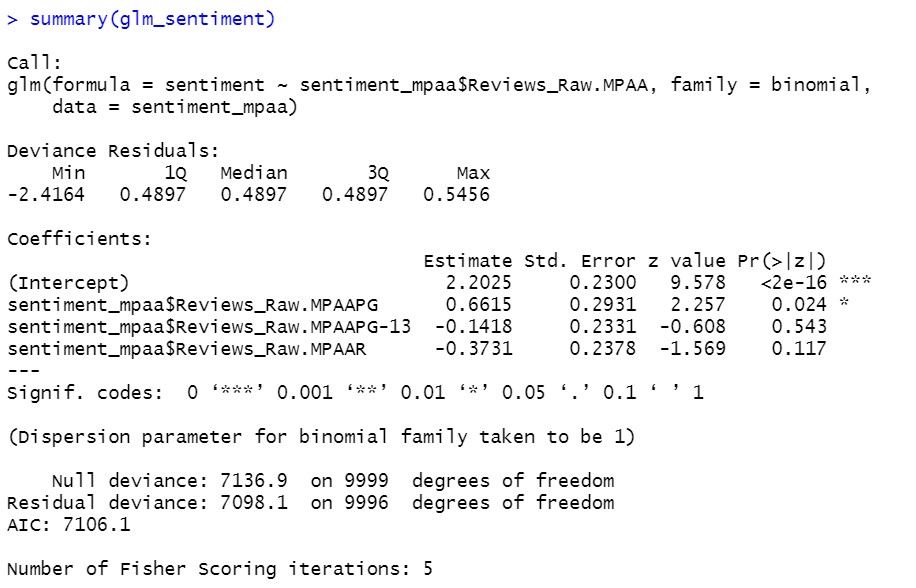 > summary(glm_sentiment)
Call:
glm(formula = sentiment ~ sentiment_mpaa$Reviews_Raw.MPAA, family = binomial,
    data = sentiment_mpaa)
Deviance Residuals:
    Min       1Q   Median       3Q      Max
-2.4164   0.4897   0.4897   0.4897   0.5456
Coefficients:
                                Estimate Std. Error z value Pr(>|z|)
(Intercept)                       2.2025     0.2300   9.578   <2e-16 ***
sentiment_mpaa$Reviews_Raw.MPAAPG     0.6615     0.2931   2.257    0.024 *
sentiment_mpaa$Reviews_Raw.MPAAPG-13  -0.1418     0.2331  -0.608    0.543
sentiment_mpaa$Reviews_Raw.MPAAR     -0.3731     0.2378  -1.569    0.117
---
Signif. codes:  0 ‘***’ 0.001 ‘**’ 0.01 ‘*’ 0.05 ‘.’ 0.1 ‘ ’ 1
(Dispersion parameter for binomial family taken to be 1)
    Null deviance: 7136.9  on 9999  degrees of freedom
Residual deviance: 7098.1  on 9996  degrees of freedom
AIC: 7106.1
Number of Fisher Scoring iterations: 5